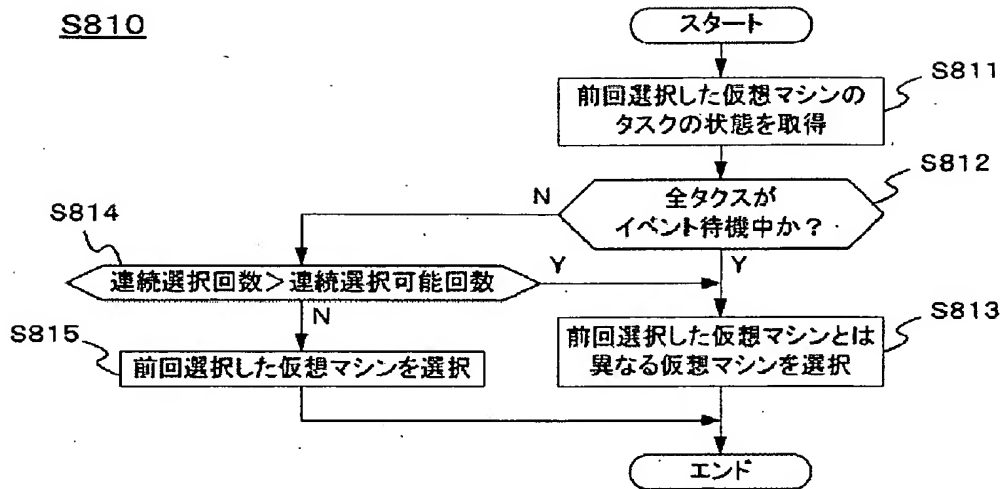 S810
スタート
S811
前回選択した仮想マシンの
タスクの状態を取得
S812
全タクスが
イベント待機中か？
N
Y
S814
連続選択回数＞連続選択可能回数
Y
N
S813
前回選択した仮想マシンとは
異なる仮想マシンを選択
S815
前回選択した仮想マシンを選択
エンド